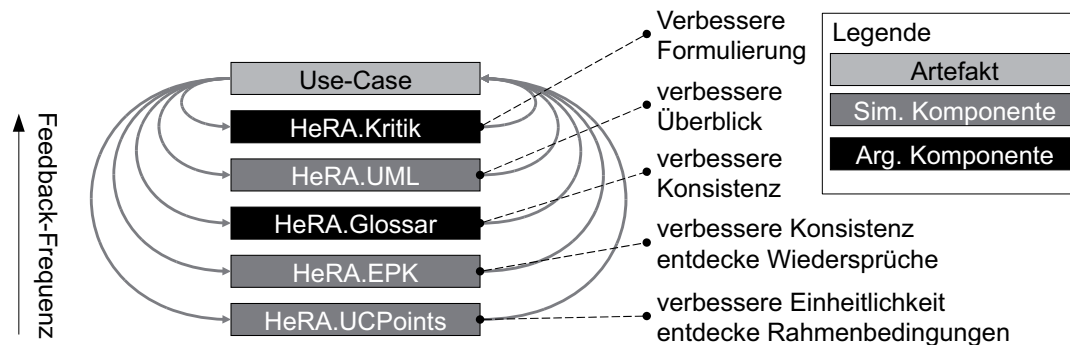 Feedback-Frequenz
Use-Case
HeRA.Kritik
HeRA.UML
HeRA.Glossar
HeRA.EPK
HeRA.UCPoints
Verbessere
Formulierung
verbessere
Überblick
verbessere
Konsistenz
verbessere Konsistenz
entdecke Wiedersprüche
verbessere Einheitlichkeit
entdecke Rahmenbedingungen
Legende
Artefakt
Sim. Komponente
Arg. Komponente